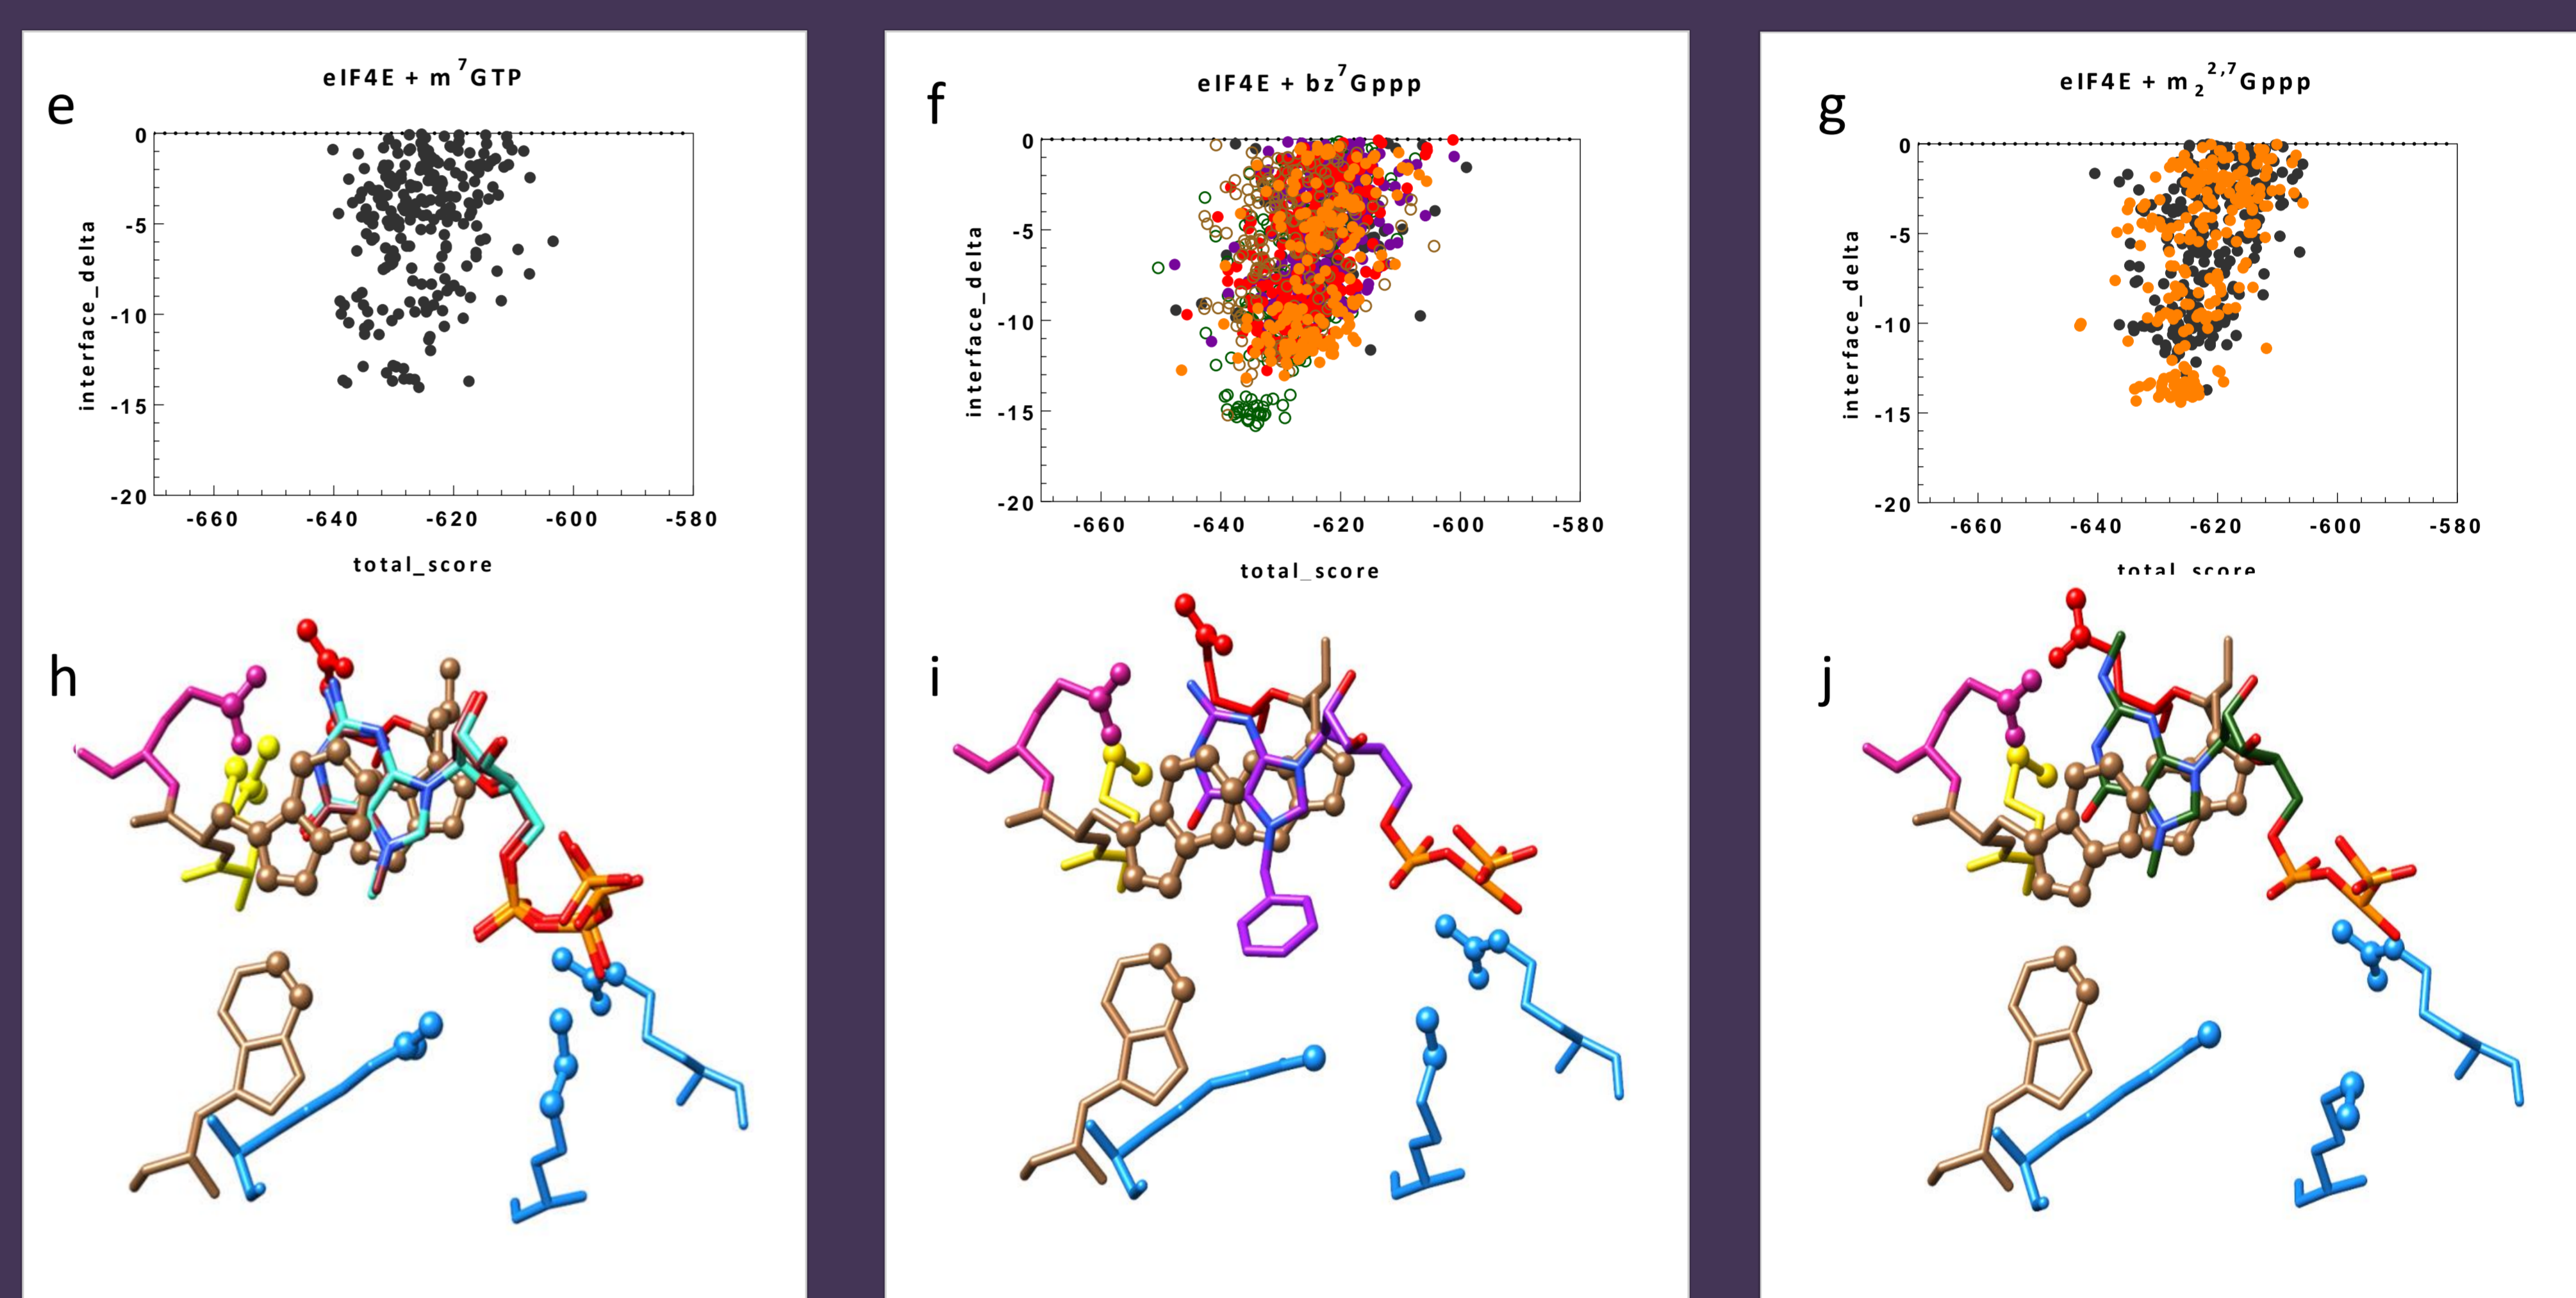 e
eIF4E + m⁷GTP
0
-5
-10
-15
-20
interface_delta
-660 -640 -620 -600 -580
total_score
f
eIF4E + bz⁷Gppp
0
-5
-10
-15
-20
interface_delta
-660 -640 -620 -600 -580
total_score
g
eIF4E + m₂²,⁷Gppp
0
-5
-10
-15
-20
interface_delta
-660 -640 -620 -600 -580
total_score
h
i
j